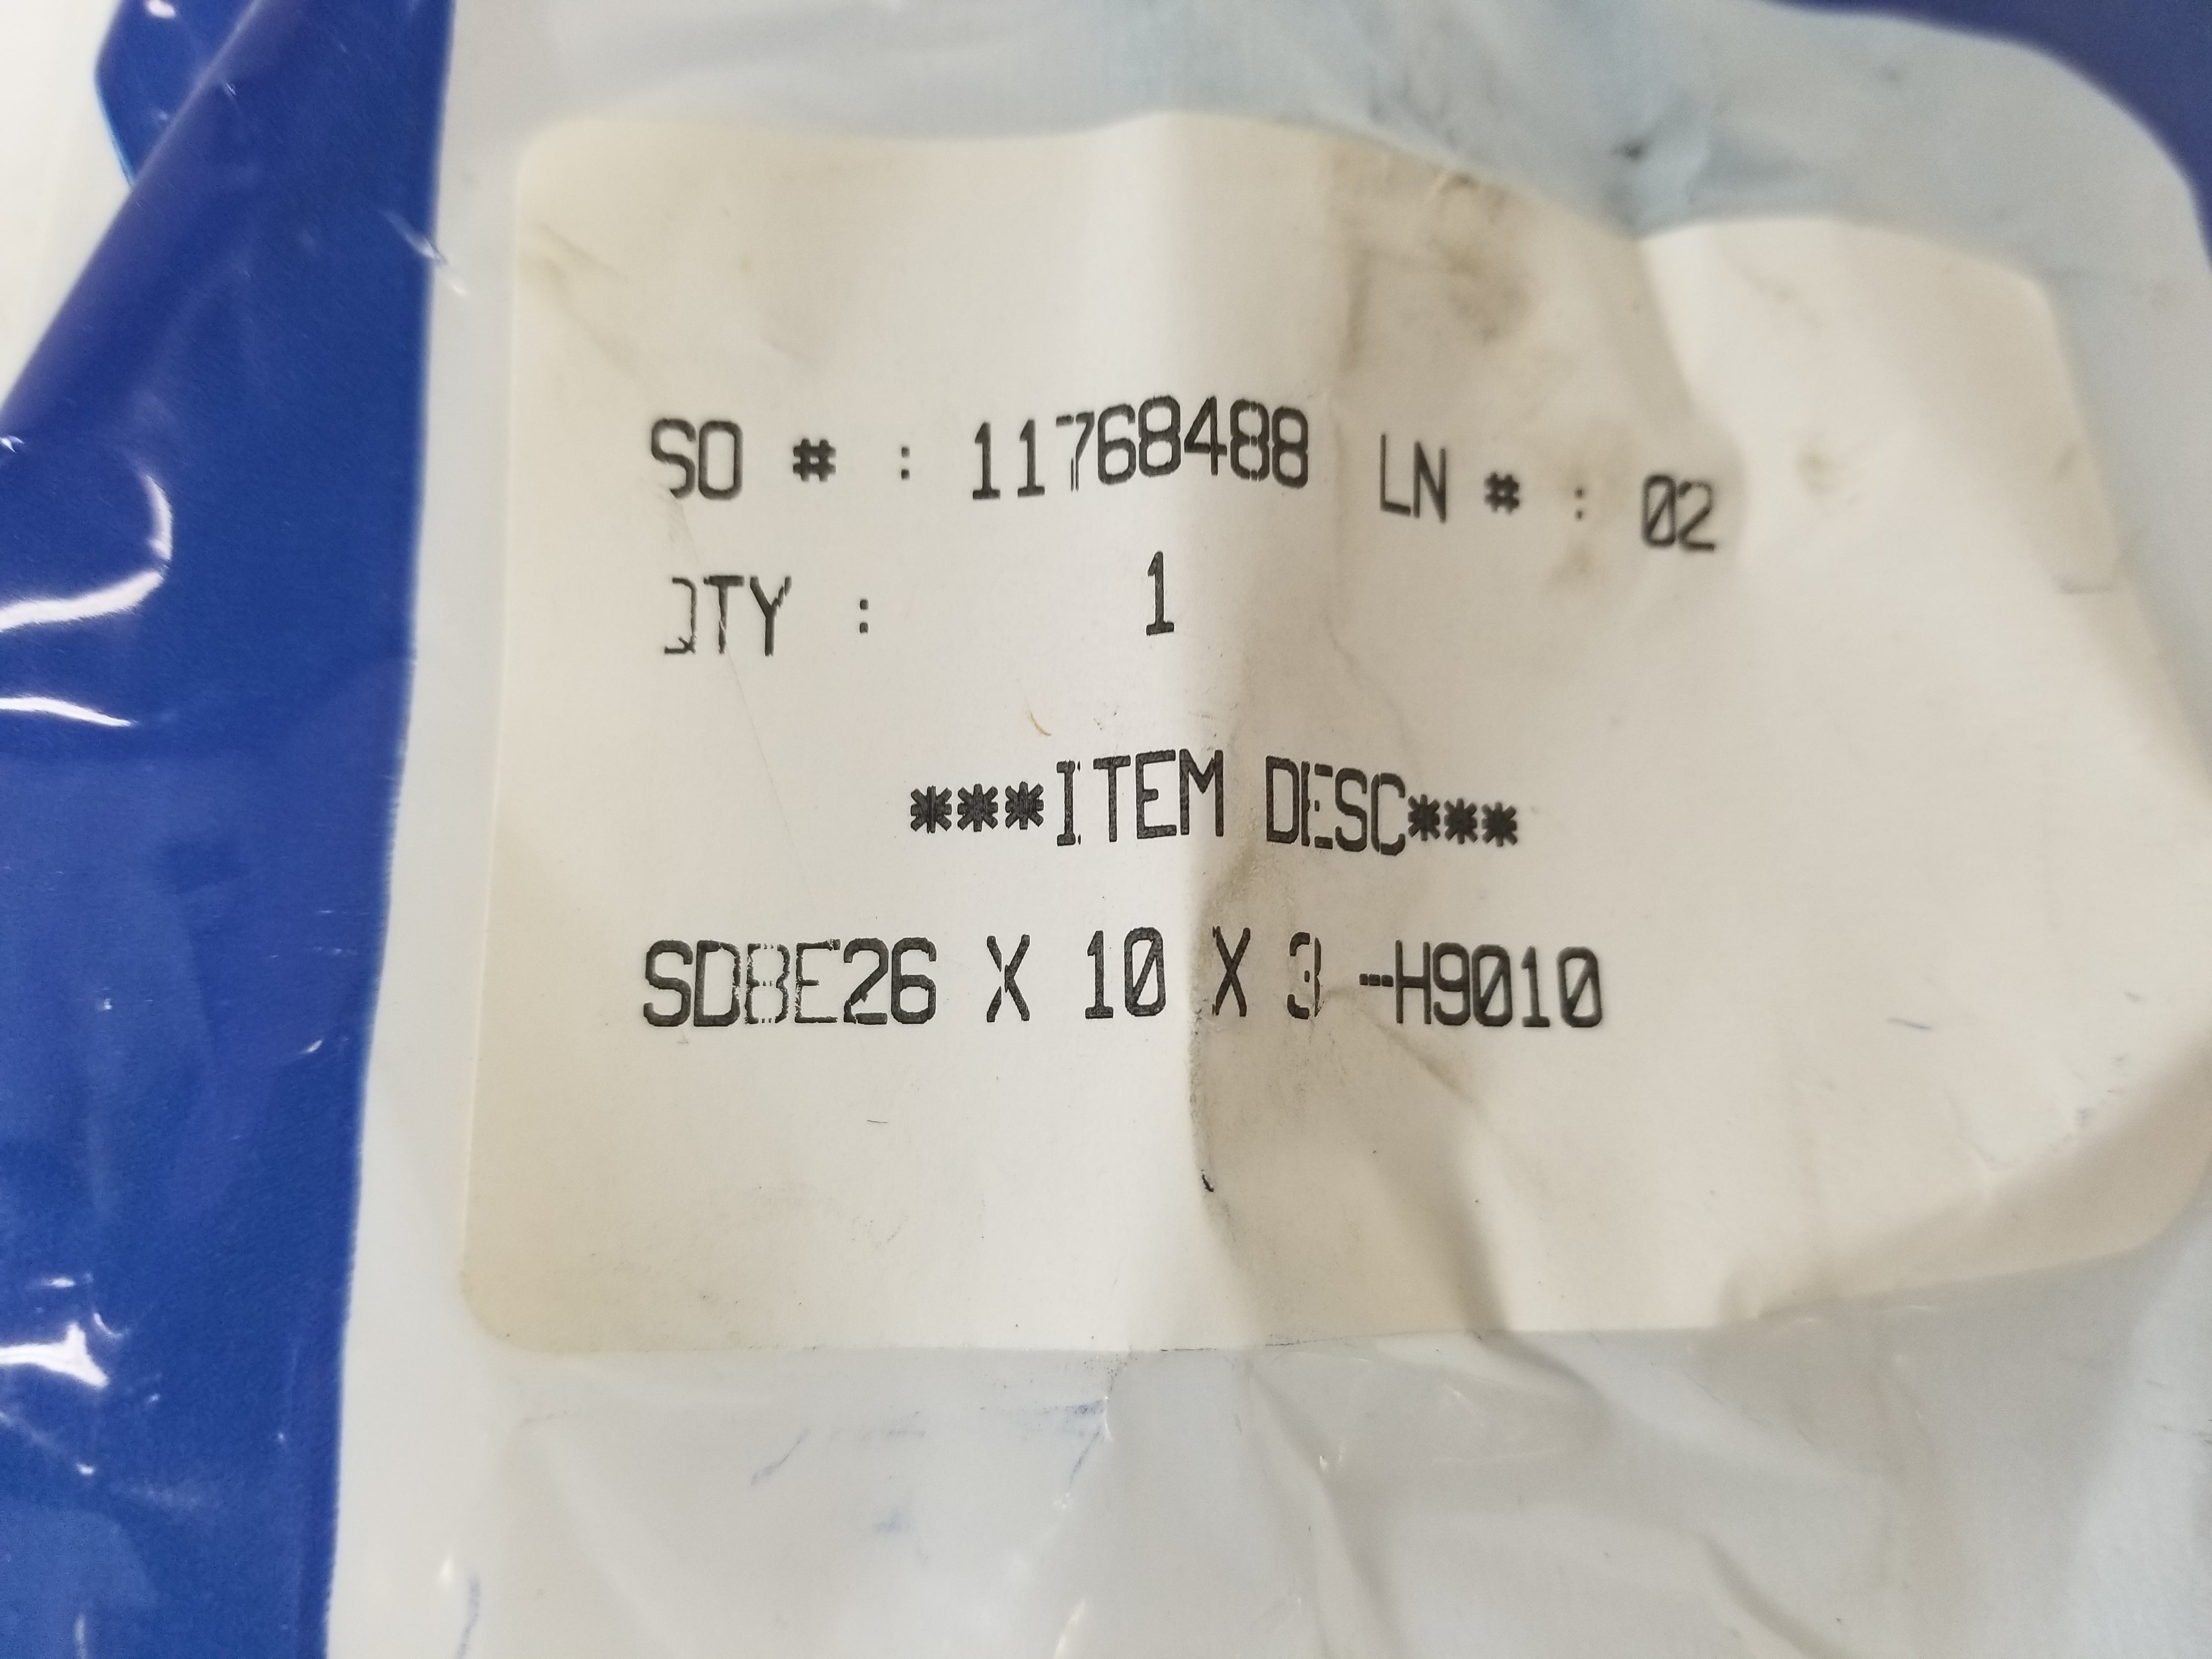 SO # : 11768488 LN # : 02
QTY : 1
***ITEM DESC***
SDBE26 X 10 X 3 -H9010